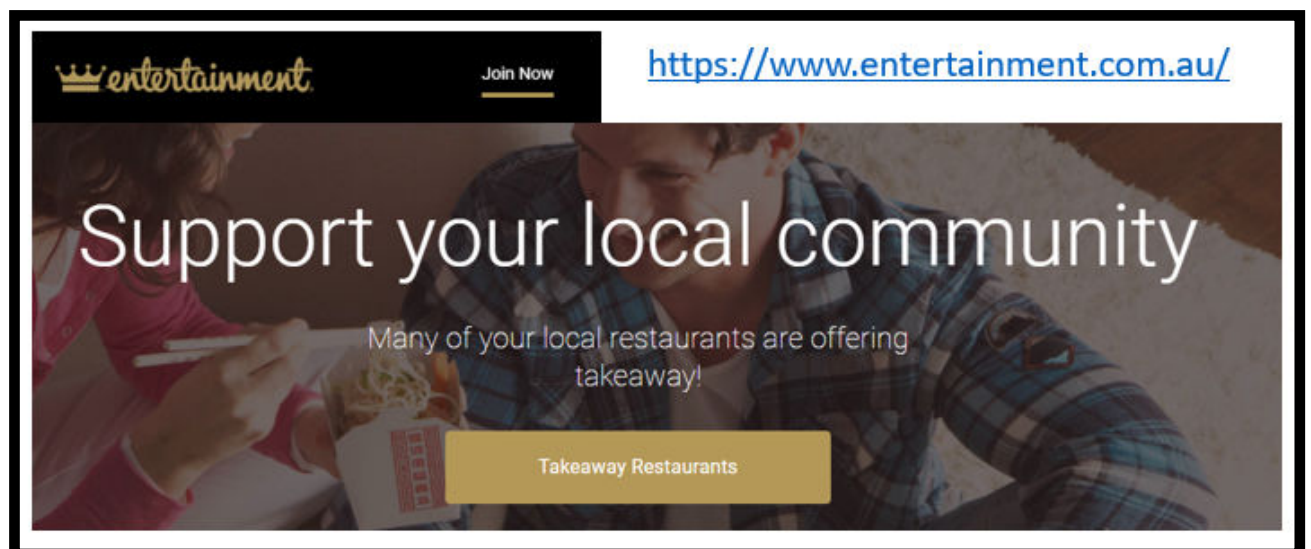 entertainment.
Join Now
https://www.entertainment.com.au/
Support your local community
Many of your local restaurants are offering
takeaway!
Takeaway Restaurants